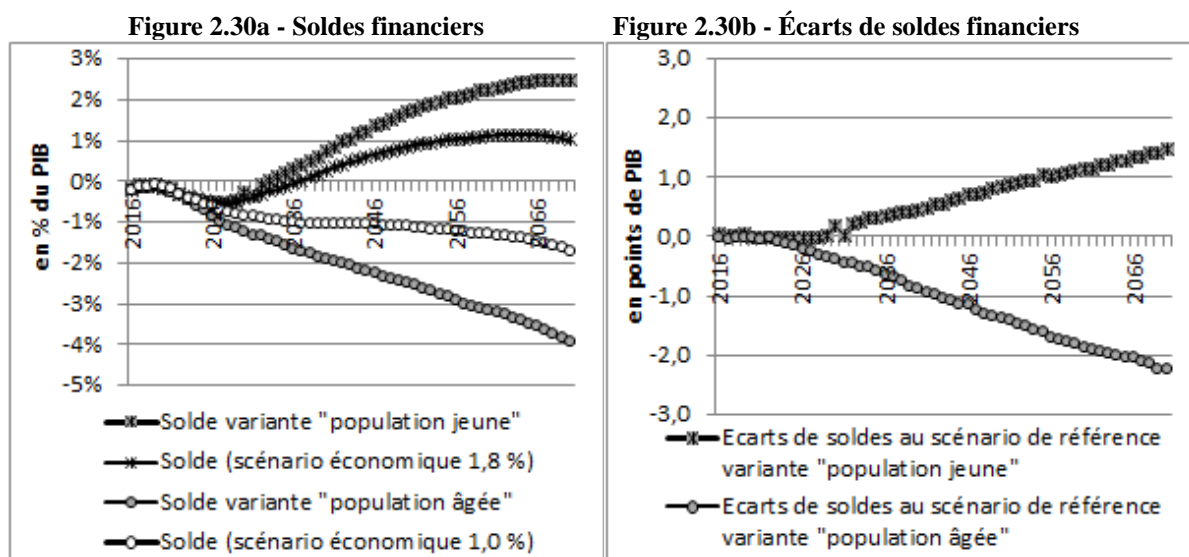 Figure 2.30a - Soldes financiers
Figure 2.30b - Écarts de soldes financiers
en % du PIB
3%
2%
1%
0%
-1%
-2%
-3%
-4%
-5%
2016
2026
2036
2046
2056
2066
Solde variante "population jeune"
Solde (scénario économique 1,8 %)
Solde variante "population âgée"
Solde (scénario économique 1,0 %)
en points de PIB
3,0
2,0
1,0
0,0
-1,0
-2,0
-3,0
2016
2026
2036
2046
2056
2066
Ecarts de soldes au scénario de référence
variante "population jeune"
Ecarts de soldes au scénario de référence
variante "population âgée"